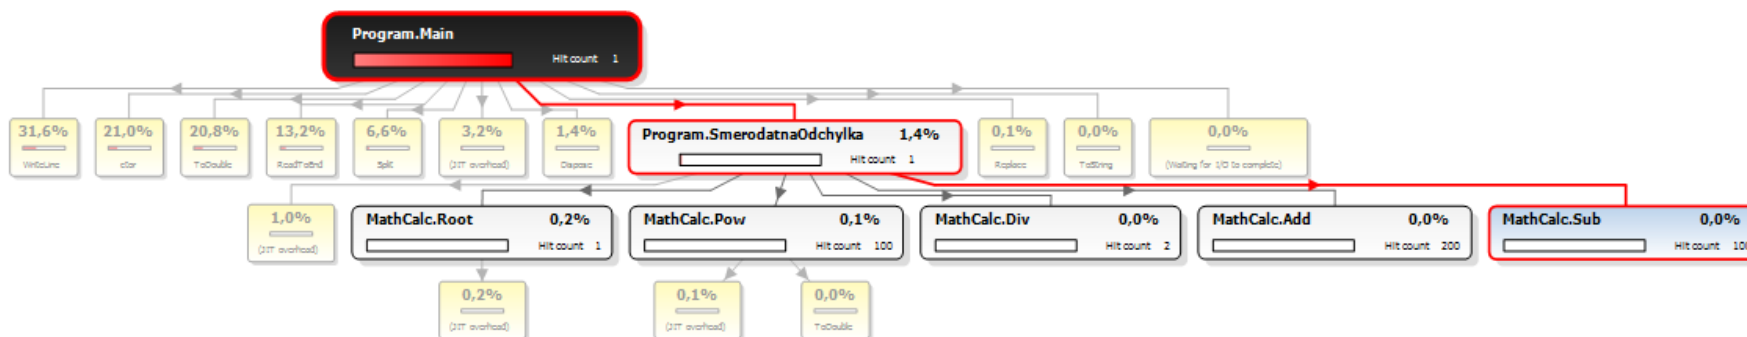 Program.Main
Hit count 1
31,6% 21,0% 20,8% 13,2% 6,6% 3,2% 1,4% Program.SmerodatnaOdchylka 1,4% 0,1% 0,0% 0,0%
WriteLine .ctor ToDouble ReadToEnd Split (JIT overhead) Dispose Hit count 1 Replace ToString (Waiting for I/O to complete)
1,0% MathCalc.Root 0,2% MathCalc.Pow 0,1% MathCalc.Div 0,0% MathCalc.Add 0,0% MathCalc.Sub 0,0%
(JIT overhead) Hit count 1 Hit count 100 Hit count 2 Hit count 200 Hit count
0,2% 0,1% 0,0%
(JIT overhead) (JIT overhead) ToDouble